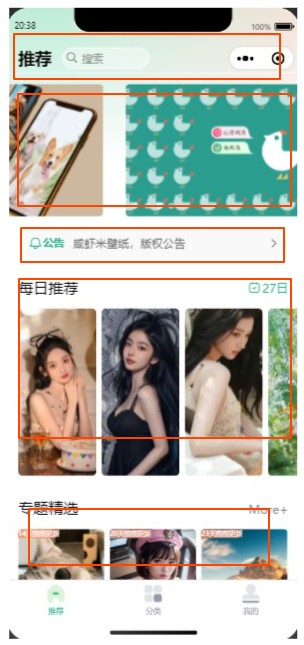 20:38
100%
推荐
搜索
公告 咸虾米壁纸，版权公告
每日推荐
27日
专题精选
More+
推荐 分类 我的